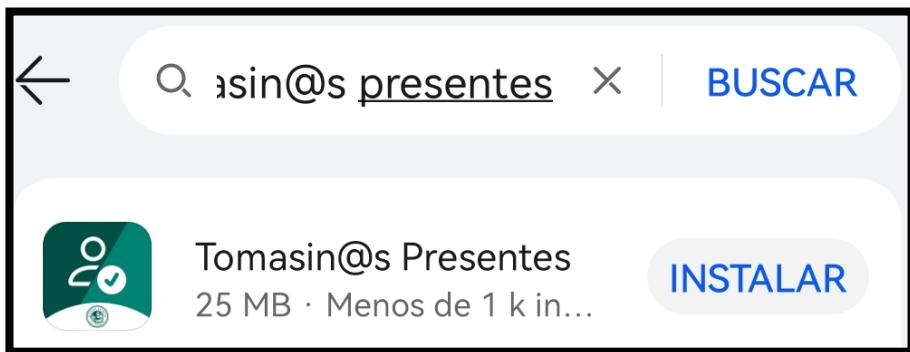 asin@s presentes
BUSCAR
Tomasin@s Presentes
INSTALAR
25 MB · Menos de 1 k in...